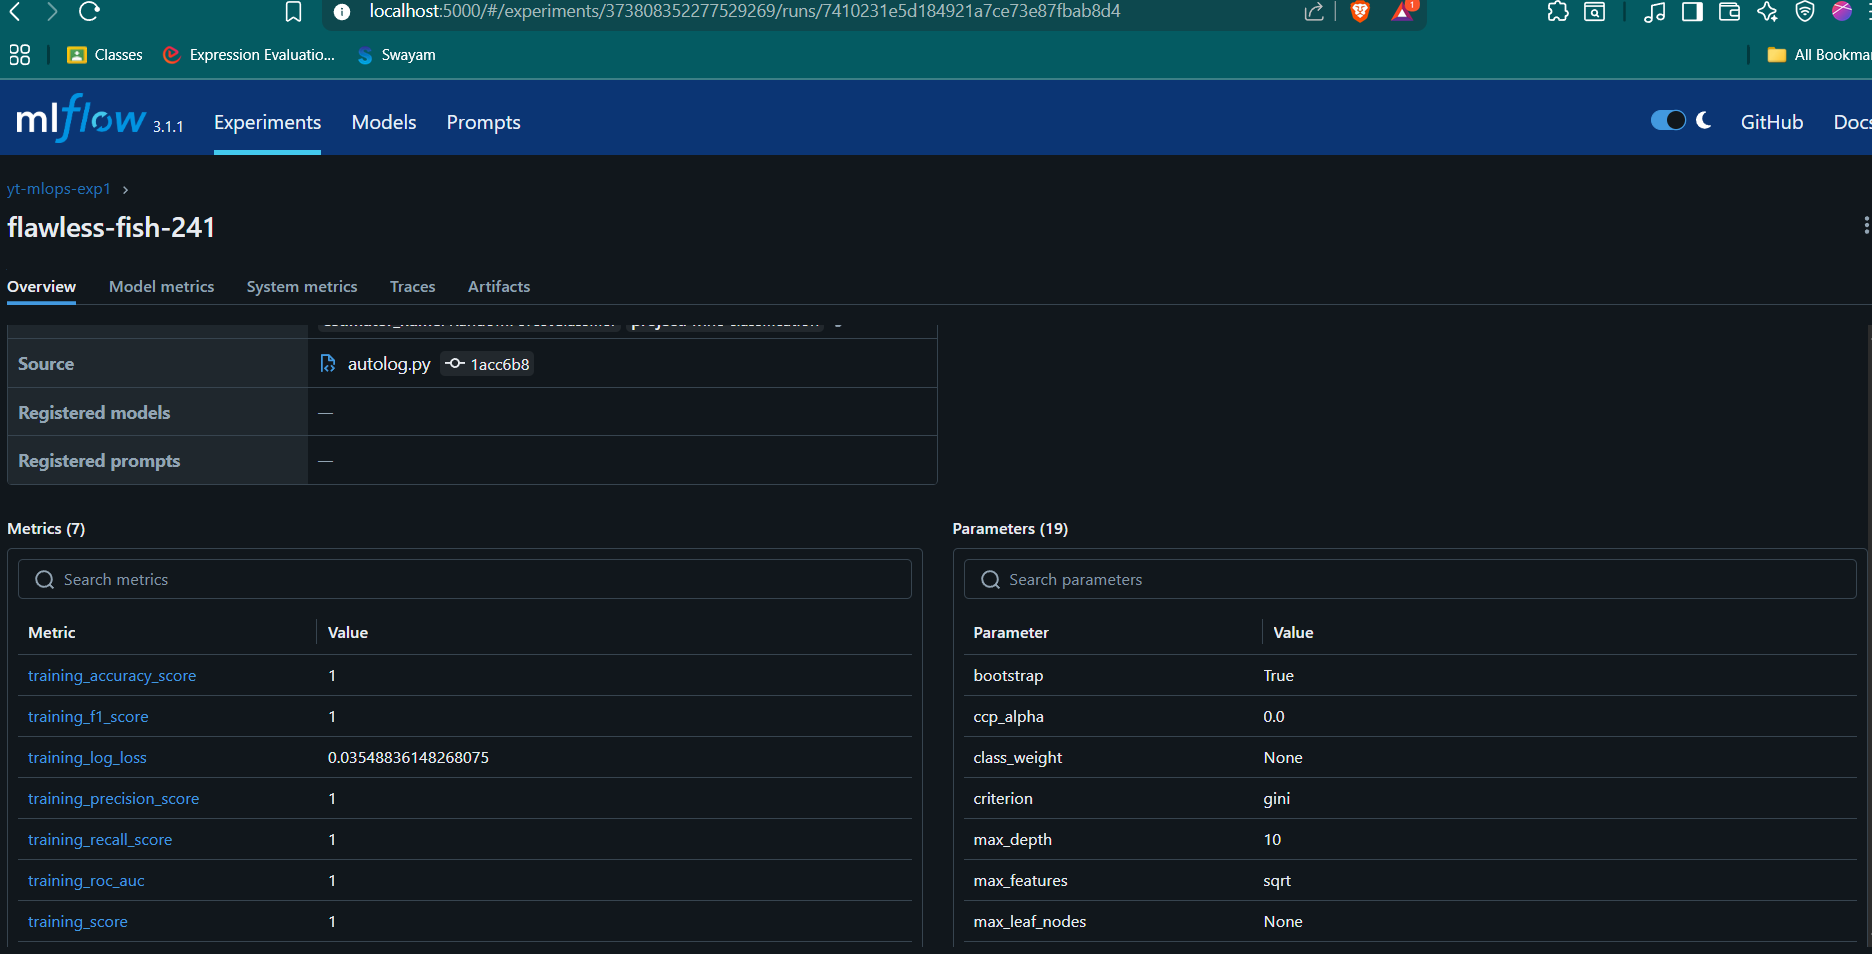 localhost:5000/#/experiments/373808352277529269/runs/7410231e5d184921a7ce73e87fbab8d4
1
Classes
Expression Evaluatio...
Swayam
All Bookma
mlflow 3.1.1
Experiments
Models
Prompts
GitHub
Docs
yt-mlops-exp1 ›
flawless-fish-241
Overview
Model metrics
System metrics
Traces
Artifacts
Source
autolog.py
1acc6b8
Registered models
—
Registered prompts
—
Metrics (7)
Search metrics
Metric Value
training_accuracy_score 1
training_f1_score 1
training_log_loss 0.03548836148268075
training_precision_score 1
training_recall_score 1
training_roc_auc 1
training_score 1
Parameters (19)
Search parameters
Parameter Value
bootstrap True
ccp_alpha 0.0
class_weight None
criterion gini
max_depth 10
max_features sqrt
max_leaf_nodes None